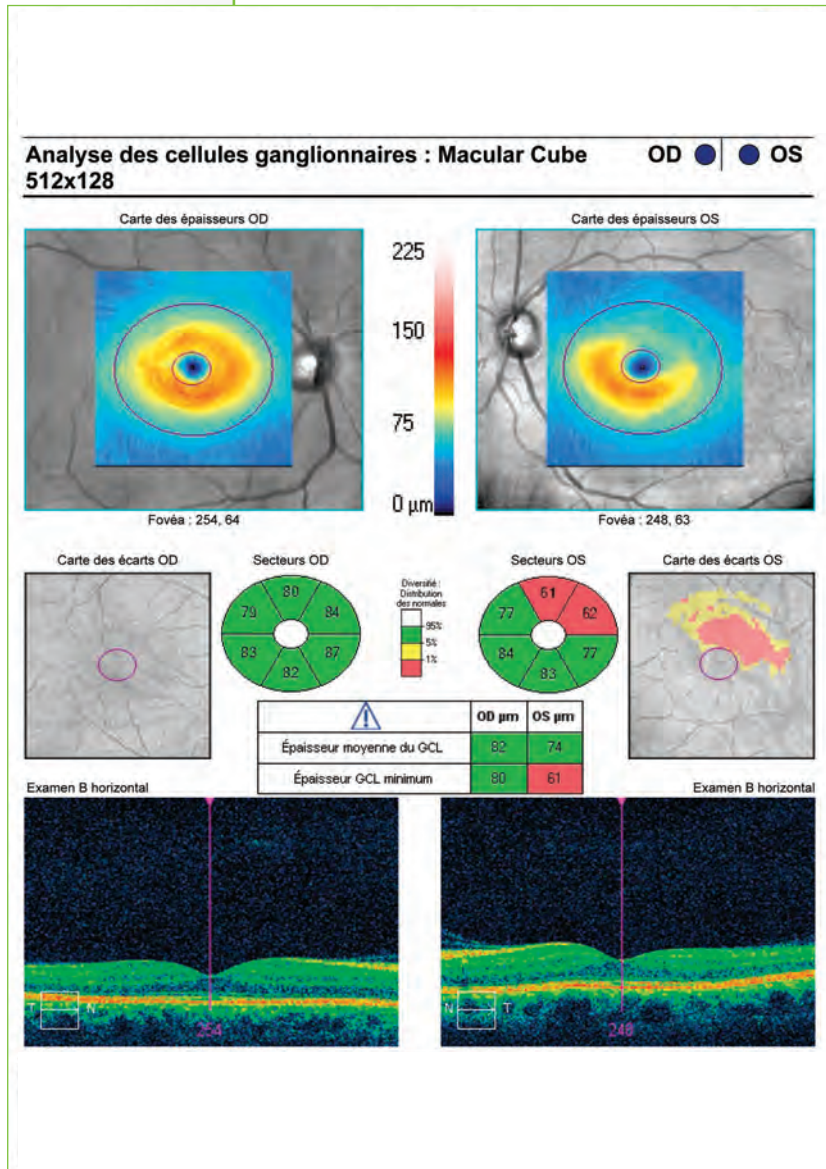 Analyse des cellules ganglionnaires : Macular Cube 512x128
OD OS
Carte des épaisseurs OD
Carte des épaisseurs OS
225
150
75
0 µm
Fovéa : 254, 64
Fovéa : 248, 63
Carte des écarts OD
Secteurs OD
Secteurs OS
Carte des écarts OS
80
79
84
83
87
82
Diversifié :
Distribution
des normales
95%
5%
1%
61
77
62
84
77
83
OD µm OS µm
Épaisseur moyenne du GCL 82 74
Épaisseur GCL minimum 80 61
Examen B horizontal
Examen B horizontal
T N
254
N T
248